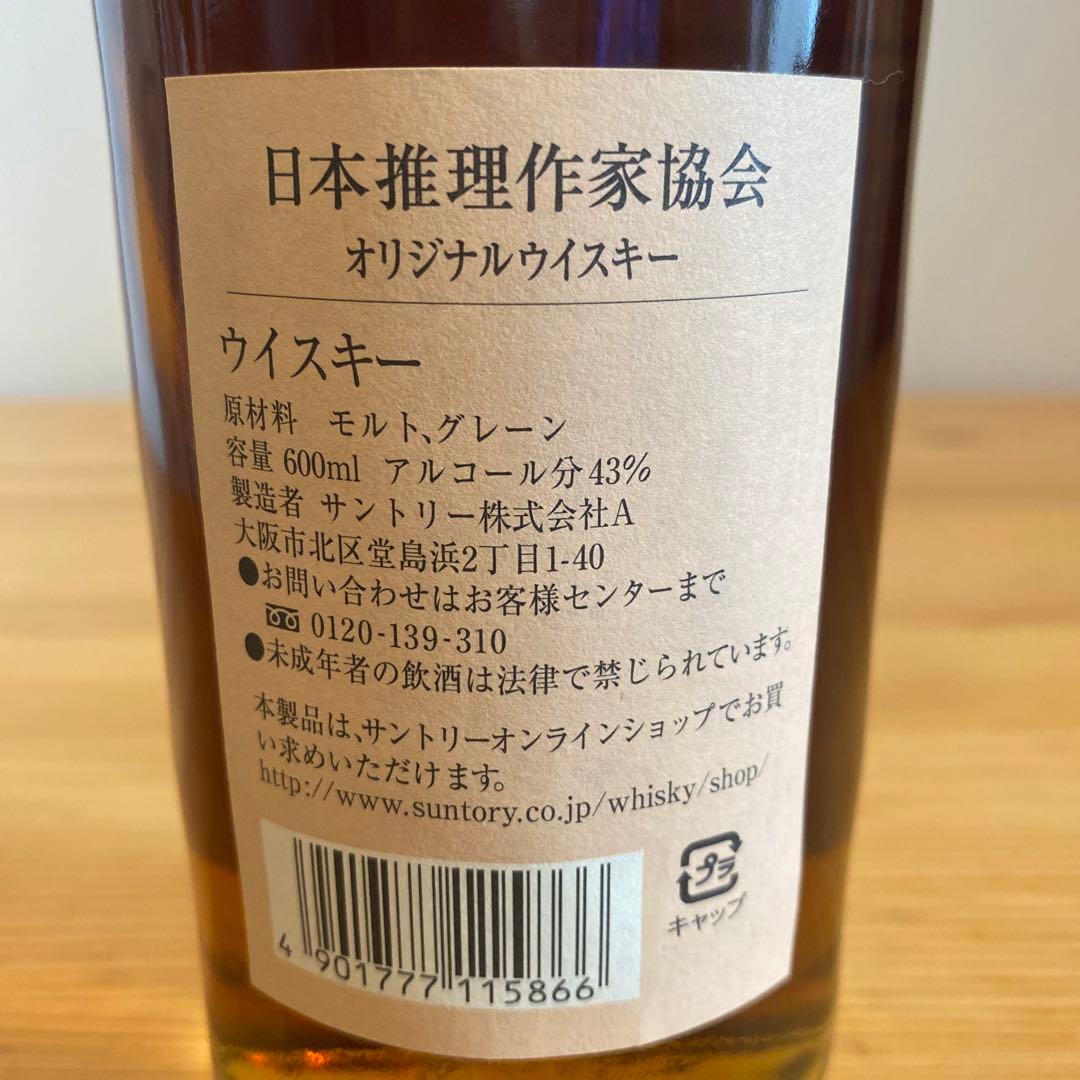 日本推理作家協会
オリジナルウイスキー
ウイスキー
原材料　モルト、グレーン
容量 600ml　アルコール分43%
製造者　サントリー株式会社A
大阪市北区堂島浜2丁目1-40
●お問い合わせはお客様センターまで
0120-139-310
●未成年者の飲酒は法律で禁じられています。
本製品は、サントリーオンラインショップでお買
い求めいただけます。
http://www.suntory.co.jp/whisky/shop/
4 901777 115866
プラ
キャップ